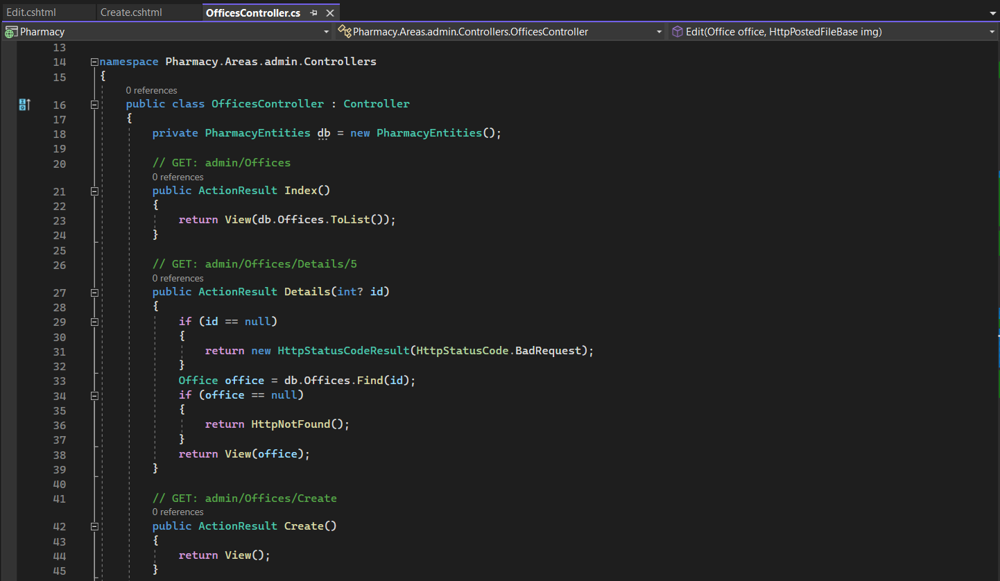 Edit.cshtml Create.cshtml OfficesController.cs
Pharmacy Pharmacy.Areas.admin.Controllers.OfficesController Edit(Office office, HttpPostedFileBase img)
13
14 namespace Pharmacy.Areas.admin.Controllers
15 {
0 references
16 public class OfficesController : Controller
17 {
18 private PharmacyEntities db = new PharmacyEntities();
19
20 // GET: admin/Offices
0 references
21 public ActionResult Index()
22 {
23 return View(db.Offices.ToList());
24 }
25
26 // GET: admin/Offices/Details/5
0 references
27 public ActionResult Details(int? id)
28 {
29 if (id == null)
30 {
31 return new HttpStatusCodeResult(HttpStatusCode.BadRequest);
32 }
33 Office office = db.Offices.Find(id);
34 if (office == null)
35 {
36 return HttpNotFound();
37 }
38 return View(office);
39 }
40
41 // GET: admin/Offices/Create
0 references
42 public ActionResult Create()
43 {
44 return View();
45 }